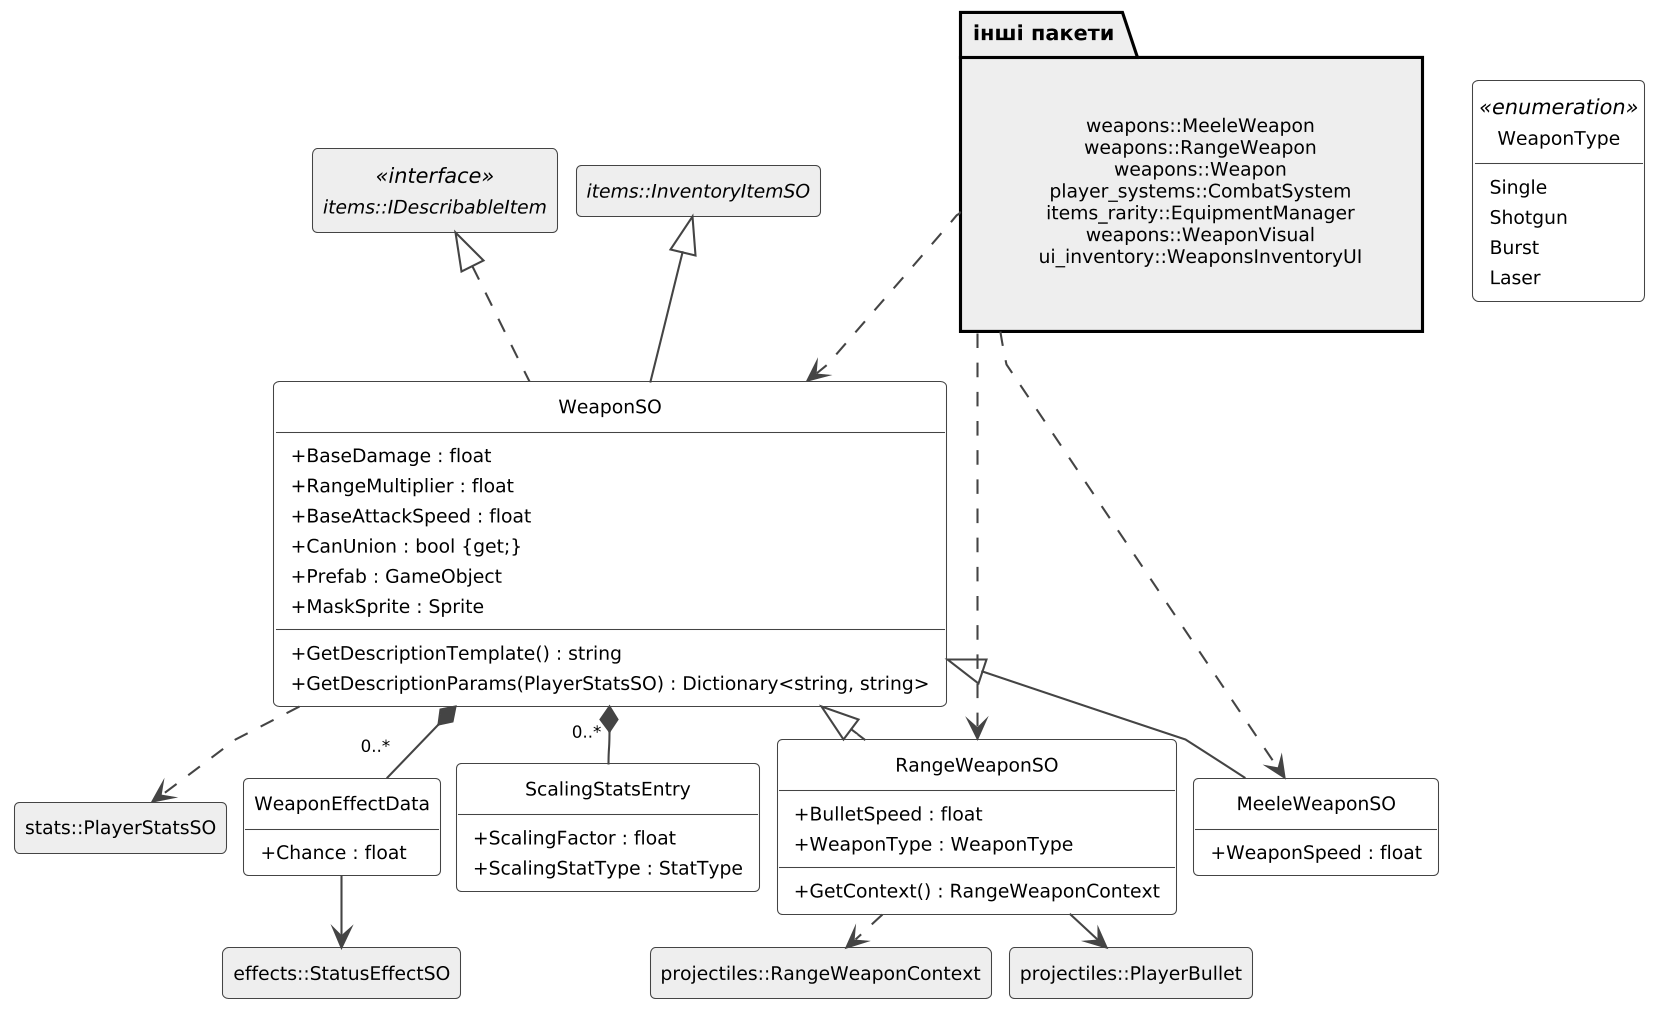 інші пакети
weapons::MeeleWeapon
weapons::RangeWeapon
weapons::Weapon
player_systems::CombatSystem
items_rarity::EquipmentManager
weapons::WeaponVisual
ui_inventory::WeaponsInventoryUI
«enumeration»
WeaponType
Single
Shotgun
Burst
Laser
«interface»
items::IDescribableItem
items::InventoryItemSO
WeaponSO
+BaseDamage : float
+RangeMultiplier : float
+BaseAttackSpeed : float
+CanUnion : bool {get;}
+Prefab : GameObject
+MaskSprite : Sprite
+GetDescriptionTemplate() : string
+GetDescriptionParams(PlayerStatsSO) : Dictionary<string, string>
0..*
0..*
stats::PlayerStatsSO
WeaponEffectData
+Chance : float
ScalingStatsEntry
+ScalingFactor : float
+ScalingStatType : StatType
RangeWeaponSO
+BulletSpeed : float
+WeaponType : WeaponType
+GetContext() : RangeWeaponContext
MeeleWeaponSO
+WeaponSpeed : float
effects::StatusEffectSO
projectiles::RangeWeaponContext
projectiles::PlayerBullet